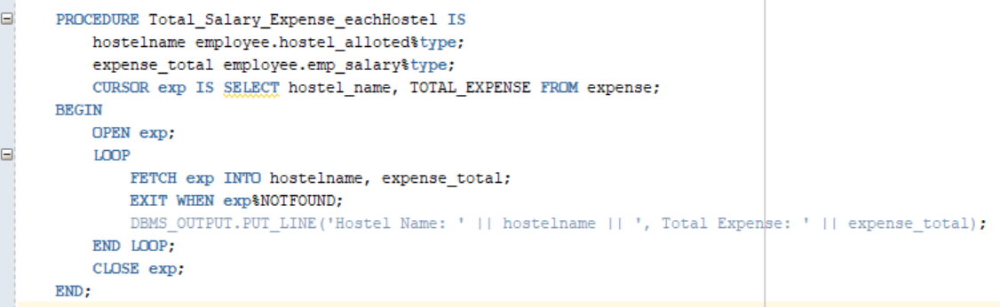 PROCEDURE Total_Salary_Expense_eachHostel IS
hostelname employee.hostel_alloted%type;
expense_total employee.emp_salary%type;
CURSOR exp IS SELECT hostel_name, TOTAL_EXPENSE FROM expense;
BEGIN
OPEN exp;
LOOP
FETCH exp INTO hostelname, expense_total;
EXIT WHEN exp%NOTFOUND;
DBMS_OUTPUT.PUT_LINE('Hostel Name: ' || hostelname || ', Total Expense: ' || expense_total);
END LOOP;
CLOSE exp;
END;